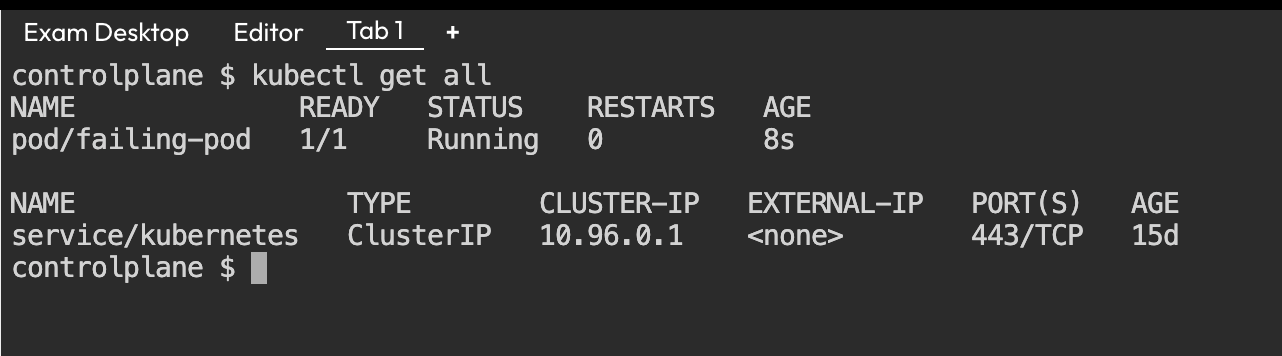 Exam Desktop Editor Tab 1 +
controlplane $ kubectl get all
NAME READY STATUS RESTARTS AGE
pod/failing-pod 1/1 Running 0 8s
NAME TYPE CLUSTER-IP EXTERNAL-IP PORT(S) AGE
service/kubernetes ClusterIP 10.96.0.1 <none> 443/TCP 15d
controlplane $